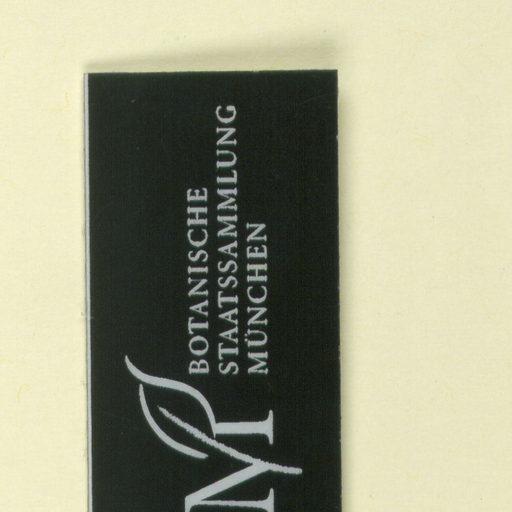 BOTANISCHE
STAATSSAMMLUNG
MÜNCHEN
M